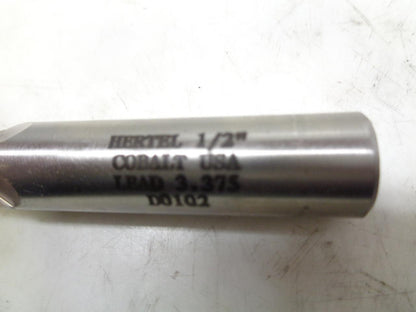 HERTEL 1/2"
COBALT USA
LEAD 3.375
D0102